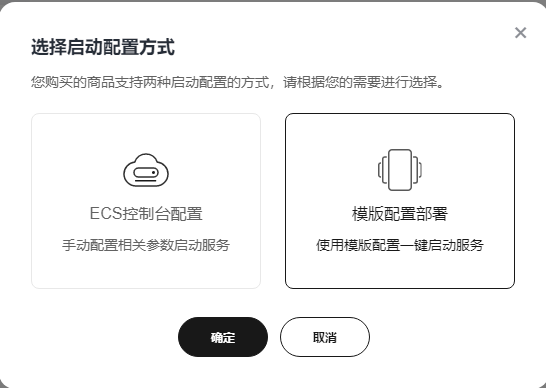 选择启动配置方式
您购买的商品支持两种启动配置的方式，请根据您的需要进行选择。
ECS控制台配置
手动配置相关参数启动服务
模版配置部署
使用模版配置一键启动服务
确定
取消